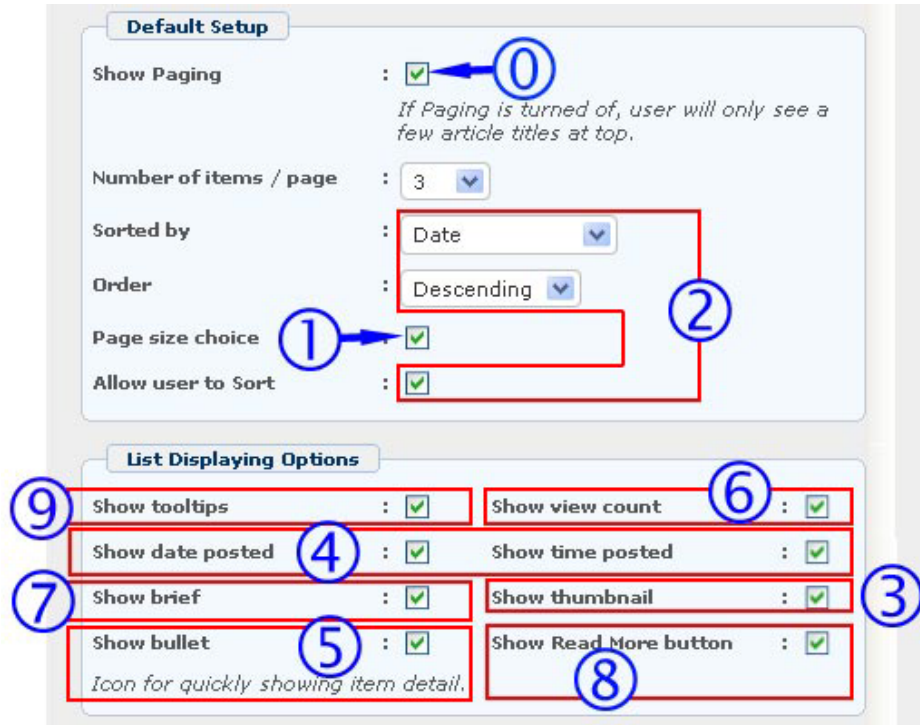 Default Setup
Show Paging : 0
If Paging is turned of, user will only see a
few article titles at top.
Number of items / page : 3
Sorted by : Date
Order : Descending
2
Page size choice 1 :
Allow user to Sort :
List Displaying Options
9 Show tooltips : Show view count 6 :
Show date posted 4 : Show time posted :
7 Show brief : Show thumbnail : 3
Show bullet 5 : Show Read More button :
Icon for quickly showing item detail. 8